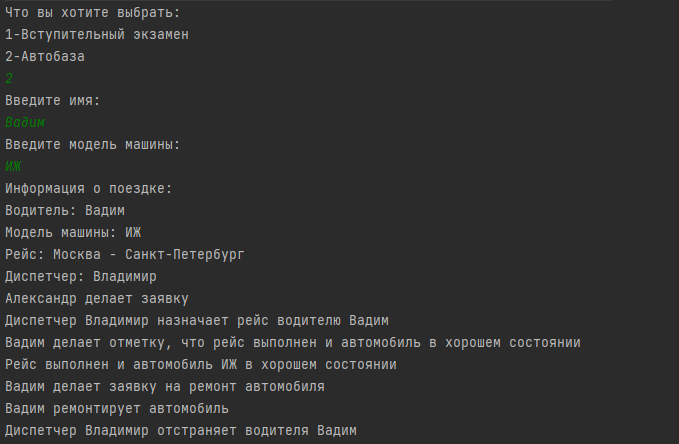 Что вы хотите выбрать:
1-Вступительный экзамен
2-Автобаза
2
Введите имя:
Вадим
Введите модель машины:
ИЖ
Информация о поездке:
Водитель: Вадим
Модель машины: ИЖ
Рейс: Москва - Санкт-Петербург
Диспетчер: Владимир
Александр делает заявку
Диспетчер Владимир назначает рейс водителю Вадим
Вадим делает отметку, что рейс выполнен и автомобиль в хорошем состоянии
Рейс выполнен и автомобиль ИЖ в хорошем состоянии
Вадим делает заявку на ремонт автомобиля
Вадим ремонтирует автомобиль
Диспетчер Владимир отстраняет водителя Вадим